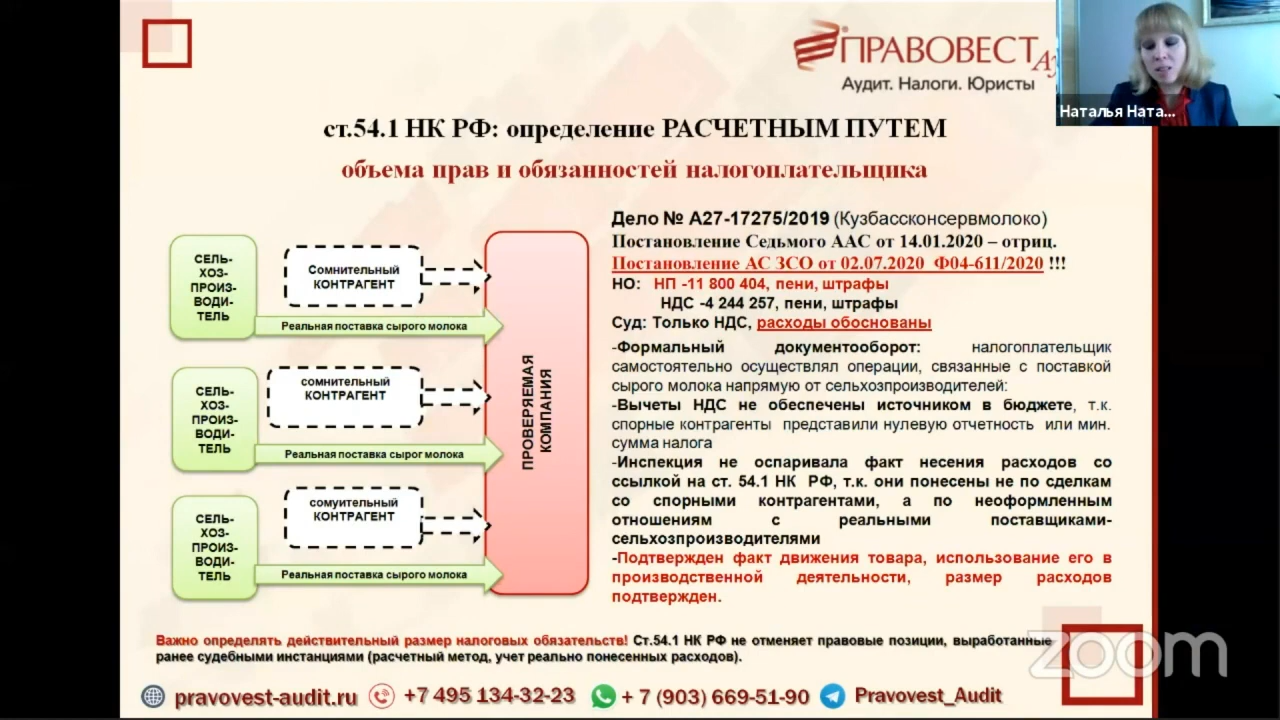 ПРАВОВЕСТ
Аудит. Налоги. Юристы
Наталья Ната...
ст.54.1 НК РФ: определение РАСЧЕТНЫМ ПУТЕМ
объема прав и обязанностей налогоплательщика
СЕЛЬ-
ХОЗ-
ПРОИЗ-
ВОДИ-
ТЕЛЬ
Сомнительный
КОНТРАГЕНТ
Реальная поставка сырого молока
СЕЛЬ-
ХОЗ-
ПРОИЗ-
ВОДИ-
ТЕЛЬ
сомнительный
КОНТРАГЕНТ
Реальная поставка сырог молока
СЕЛЬ-
ХОЗ-
ПРОИЗ-
ВОДИ-
ТЕЛЬ
сомуительный
КОНТРАГЕНТ
Реальная поставка сырого молока
ПРОВЕРЯЕМАЯ
КОМПАНИЯ
Дело № А27-17275/2019 (Кузбассконсервмолоко)
Постановление Седьмого ААС от 14.01.2020 – отриц.
Постановление АС ЗСО от 02.07.2020 Ф04-611/2020 !!!
НО: НП -11 800 404, пени, штрафы
НДС -4 244 257, пени, штрафы
Суд: Только НДС, расходы обоснованы
-Формальный документооборот: налогоплательщик
самостоятельно осуществлял операции, связанные с поставкой
сырого молока напрямую от сельхозпроизводителей:
-Вычеты НДС не обеспечены источником в бюджете, т.к.
спорные контрагенты представили нулевую отчетность или мин.
сумма налога
-Инспекция не оспаривала факт несения расходов со
ссылкой на ст. 54.1 НК РФ, т.к. они понесены не по сделкам
со спорными контрагентами, а по неоформленным
отношениям с реальными поставщиками-
сельхозпроизводителями
-Подтвержден факт движения товара, использование его в
производственной деятельности, размер расходов
подтвержден.
Важно определять действительный размер налоговых обязательств! Ст.54.1 НК РФ не отменяет правовые позиции, выработанные
ранее судебными инстанциями (расчетный метод, учет реально понесенных расходов).
zoom
pravovest-audit.ru +7 495 134-32-23 + 7 (903) 669-51-90 Pravovest_Audit